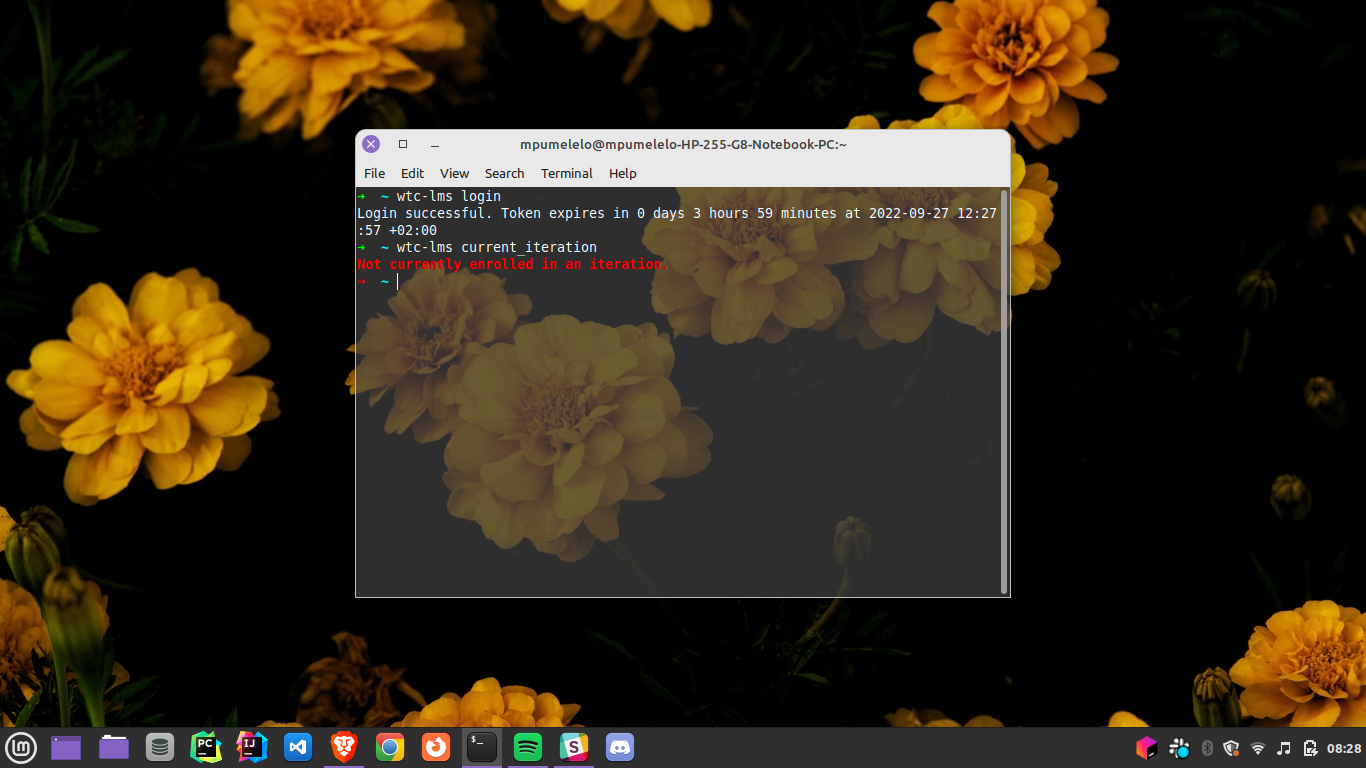 mpumelelo@mpumelelo-HP-255-G8-Notebook-PC:~
File Edit View Search Terminal Help
➜ ~ wtc-lms login
Login successful. Token expires in 0 days 3 hours 59 minutes at 2022-09-27 12:27
:57 +02:00
➜ ~ wtc-lms current_iteration
Not currently enrolled in an iteration.
➜ ~
PC
IJ
$_
S
08:28